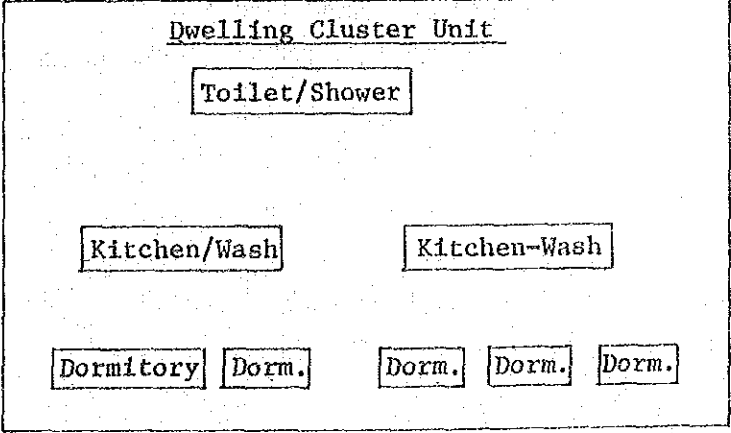 Dwelling Cluster Unit
Toilet/Shower
Kitchen/Wash Kitchen-Wash
Dormitory Dorm. Dorm. Dorm. Dorm.